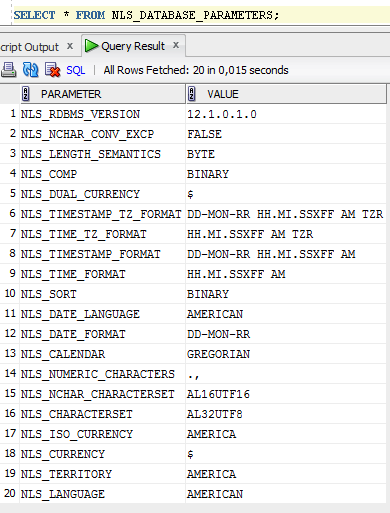 SELECT * FROM NLS_DATABASE_PARAMETERS;
cript Output × Query Result ×
SQL | All Rows Fetched: 20 in 0,015 seconds
PARAMETER VALUE
1 NLS_RDBMS_VERSION 12.1.0.1.0
2 NLS_NCHAR_CONV_EXCP FALSE
3 NLS_LENGTH_SEMANTICS BYTE
4 NLS_COMP BINARY
5 NLS_DUAL_CURRENCY $
6 NLS_TIMESTAMP_TZ_FORMAT DD-MON-RR HH.MI.SSXFF AM TZR
7 NLS_TIME_TZ_FORMAT HH.MI.SSXFF AM TZR
8 NLS_TIMESTAMP_FORMAT DD-MON-RR HH.MI.SSXFF AM
9 NLS_TIME_FORMAT HH.MI.SSXFF AM
10 NLS_SORT BINARY
11 NLS_DATE_LANGUAGE AMERICAN
12 NLS_DATE_FORMAT DD-MON-RR
13 NLS_CALENDAR GREGORIAN
14 NLS_NUMERIC_CHARACTERS .,
15 NLS_NCHAR_CHARACTERSET AL16UTF16
16 NLS_CHARACTERSET AL32UTF8
17 NLS_ISO_CURRENCY AMERICA
18 NLS_CURRENCY $
19 NLS_TERRITORY AMERICA
20 NLS_LANGUAGE AMERICAN